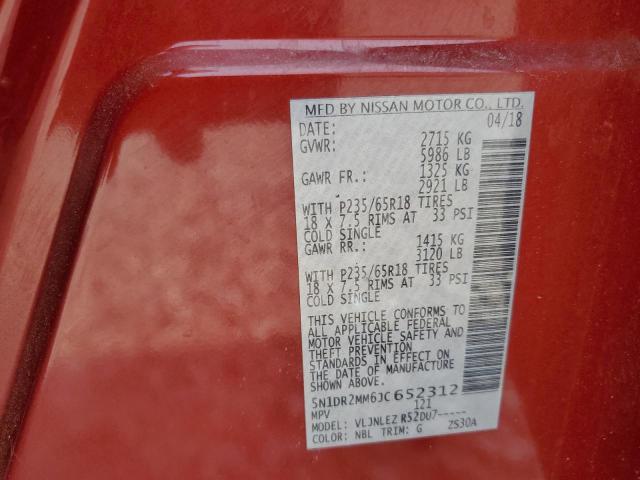 MFD BY NISSAN MOTOR CO., LTD.
DATE: 04/18
GVWR: 2715 KG
5986 LB
GAWR FR.: 1325 KG
2921 LB
WITH P235/65R18 TIRES
18 X 7.5 RIMS AT 33 PSI
COLD SINGLE
GAWR RR.: 1415 KG
3120 LB
WITH P235/65R18 TIRES
18 X 7.5 RIMS AT 33 PSI
COLD SINGLE
THIS VEHICLE CONFORMS TO
ALL APPLICABLE FEDERAL
MOTOR VEHICLE SAFETY AND
THEFT PREVENTION
STANDARDS IN EFFECT ON
THE DATE OF MANUFACTURE
SHOWN ABOVE.
5N1DR2MM6JC652312
MPV 121
MODEL: VLJNLEZ R52DU7-----
COLOR: NBL TRIM: G ZS30A